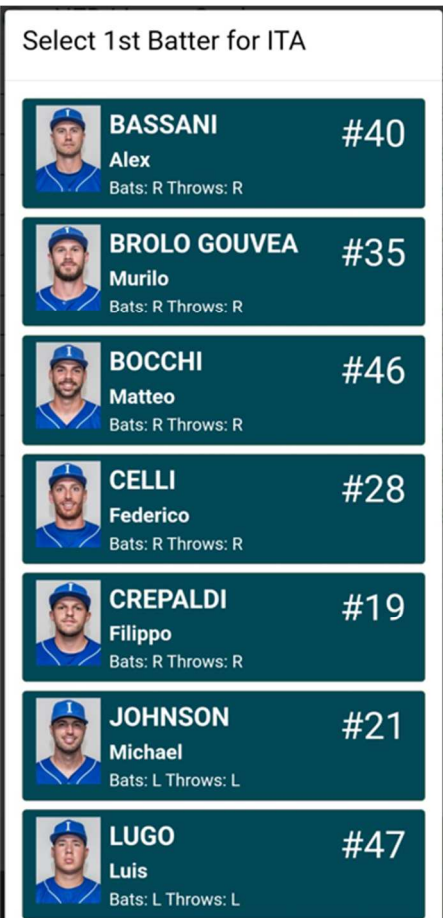 Select 1st Batter for ITA
BASSANI
#40
Alex
Bats: R Throws: R
BROLO GOUVEA
#35
Murilo
Bats: R Throws: R
BOCCHI
#46
Matteo
Bats: R Throws: R
CELLI
#28
Federico
Bats: R Throws: R
CREPALDI
#19
Filippo
Bats: R Throws: R
JOHNSON
#21
Michael
Bats: L Throws: L
LUGO
#47
Luis
Bats: L Throws: L